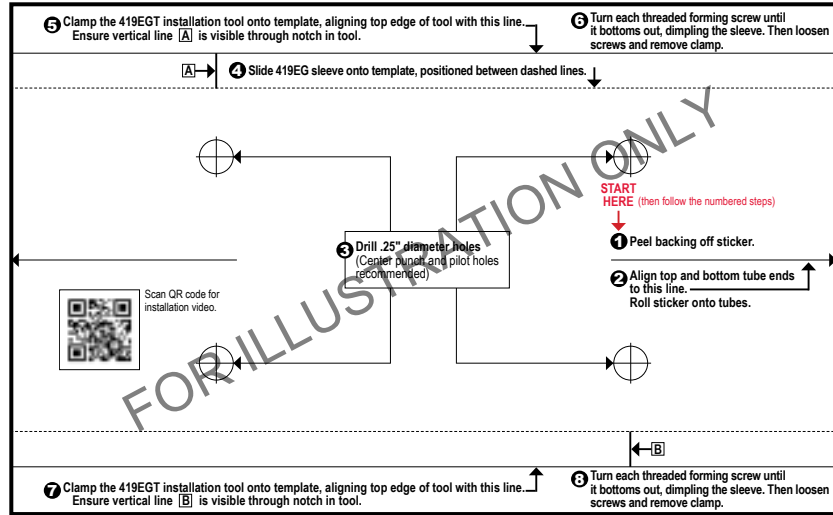 5 Clamp the 419EGT installation tool onto template, aligning top edge of tool with this line.
Ensure vertical line A is visible through notch in tool.
6 Turn each threaded forming screw until
it bottoms out, dimpling the sleeve. Then loosen
screws and remove clamp.
A
4 Slide 419EG sleeve onto template, positioned between dashed lines.
START
HERE (then follow the numbered steps)
1 Peel backing off sticker.
3 Drill .25" diameter holes
(Center punch and pilot holes
recommended)
2 Align top and bottom tube ends
to this line.
Roll sticker onto tubes.
Scan QR code for
installation video.
FOR ILLUSTRATION ONLY
B
7 Clamp the 419EGT installation tool onto template, aligning top edge of tool with this line.
Ensure vertical line B is visible through notch in tool.
8 Turn each threaded forming screw until
it bottoms out, dimpling the sleeve. Then loosen
screws and remove clamp.